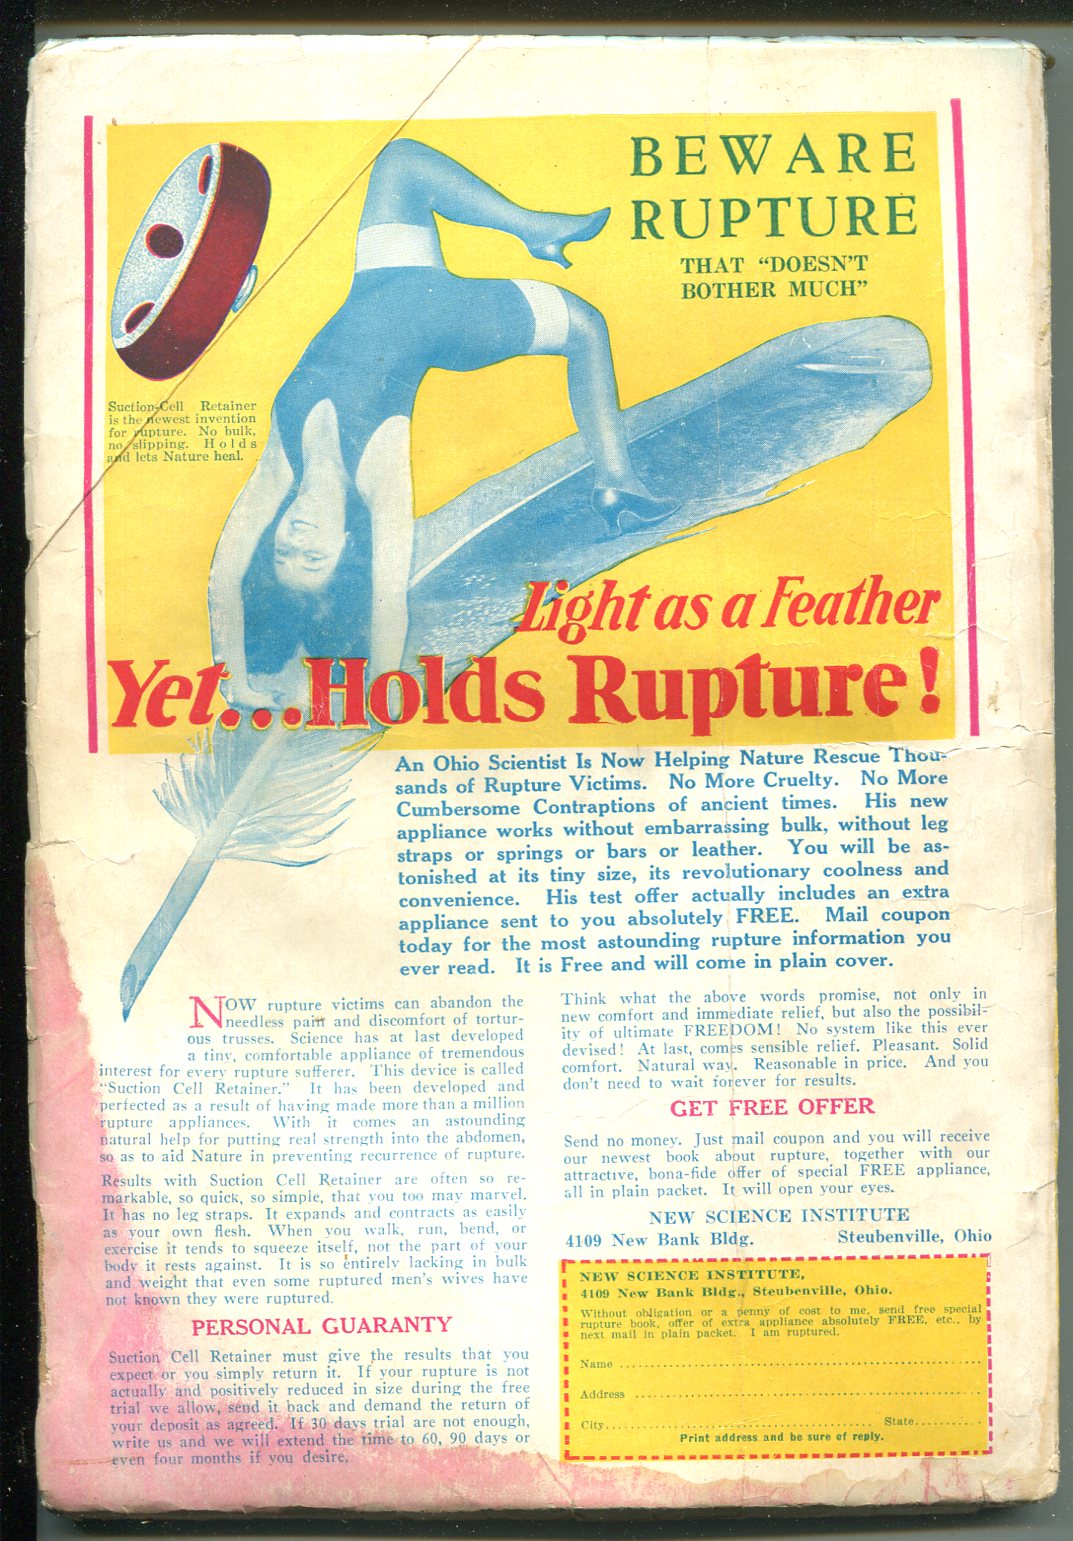 BEWARE
RUPTURE
THAT "DOESN'T
BOTHER MUCH"
Suction-Cell Retainer
is the newest invention
for rupture. No bulk,
no slipping. Holds
and lets Nature heal.
Light as a Feather
Yet...Holds Rupture!
An Ohio Scientist Is Now Helping Nature Rescue Thou-
sands of Rupture Victims. No More Cruelty. No More
Cumbersome Contraptions of ancient times. His new
appliance works without embarrassing bulk, without leg
straps or springs or bars or leather. You will be as-
tonished at its tiny size, its revolutionary coolness and
convenience. His test offer actually includes an extra
appliance sent to you absolutely FREE. Mail coupon
today for the most astounding rupture information you
ever read. It is Free and will come in plain cover.
NOW rupture victims can abandon the
needless pain and discomfort of tortur-
ous trusses. Science has at last developed
a tiny, comfortable appliance of tremendous
interest for every rupture sufferer. This device is called
"Suction Cell Retainer." It has been developed and
perfected as a result of having made more than a million
rupture appliances. With it comes an astounding
natural help for putting real strength into the abdomen,
so as to aid Nature in preventing recurrence of rupture.
Results with Suction Cell Retainer are often so re-
markable, so quick, so simple, that you too may marvel.
It has no leg straps. It expands and contracts as easily
as your own flesh. When you walk, run, bend, or
exercise it tends to squeeze itself, not the part of your
body it rests against. It is so entirely lacking in bulk
and weight that even some ruptured men's wives have
not known they were ruptured.
PERSONAL GUARANTY
Suction Cell Retainer must give the results that you
expect or you simply return it. If your rupture is not
actually and positively reduced in size during the free
trial we allow, send it back and demand the return of
your deposit as agreed. If 30 days trial are not enough,
write us and we will extend the time to 60, 90 days or
even four months if you desire.
Think what the above words promise, not only in
new comfort and immediate relief, but also the possibil-
ity of ultimate FREEDOM! No system like this ever
devised! At last, comes sensible relief. Pleasant. Solid
comfort. Natural way. Reasonable in price. And you
don't need to wait forever for results.
GET FREE OFFER
Send no money. Just mail coupon and you will receive
our newest book about rupture, together with our
attractive, bona-fide offer of special FREE appliance,
all in plain packet. It will open your eyes.
NEW SCIENCE INSTITUTE
4109 New Bank Bldg. Steubenville, Ohio
NEW SCIENCE INSTITUTE,
4109 New Bank Bldg., Steubenville, Ohio.
Without obligation or a penny of cost to me, send free special
rupture book, offer of extra appliance absolutely FREE, etc., by
next mail in plain packet. I am ruptured.
Name
Address
City State
Print address and be sure of reply.